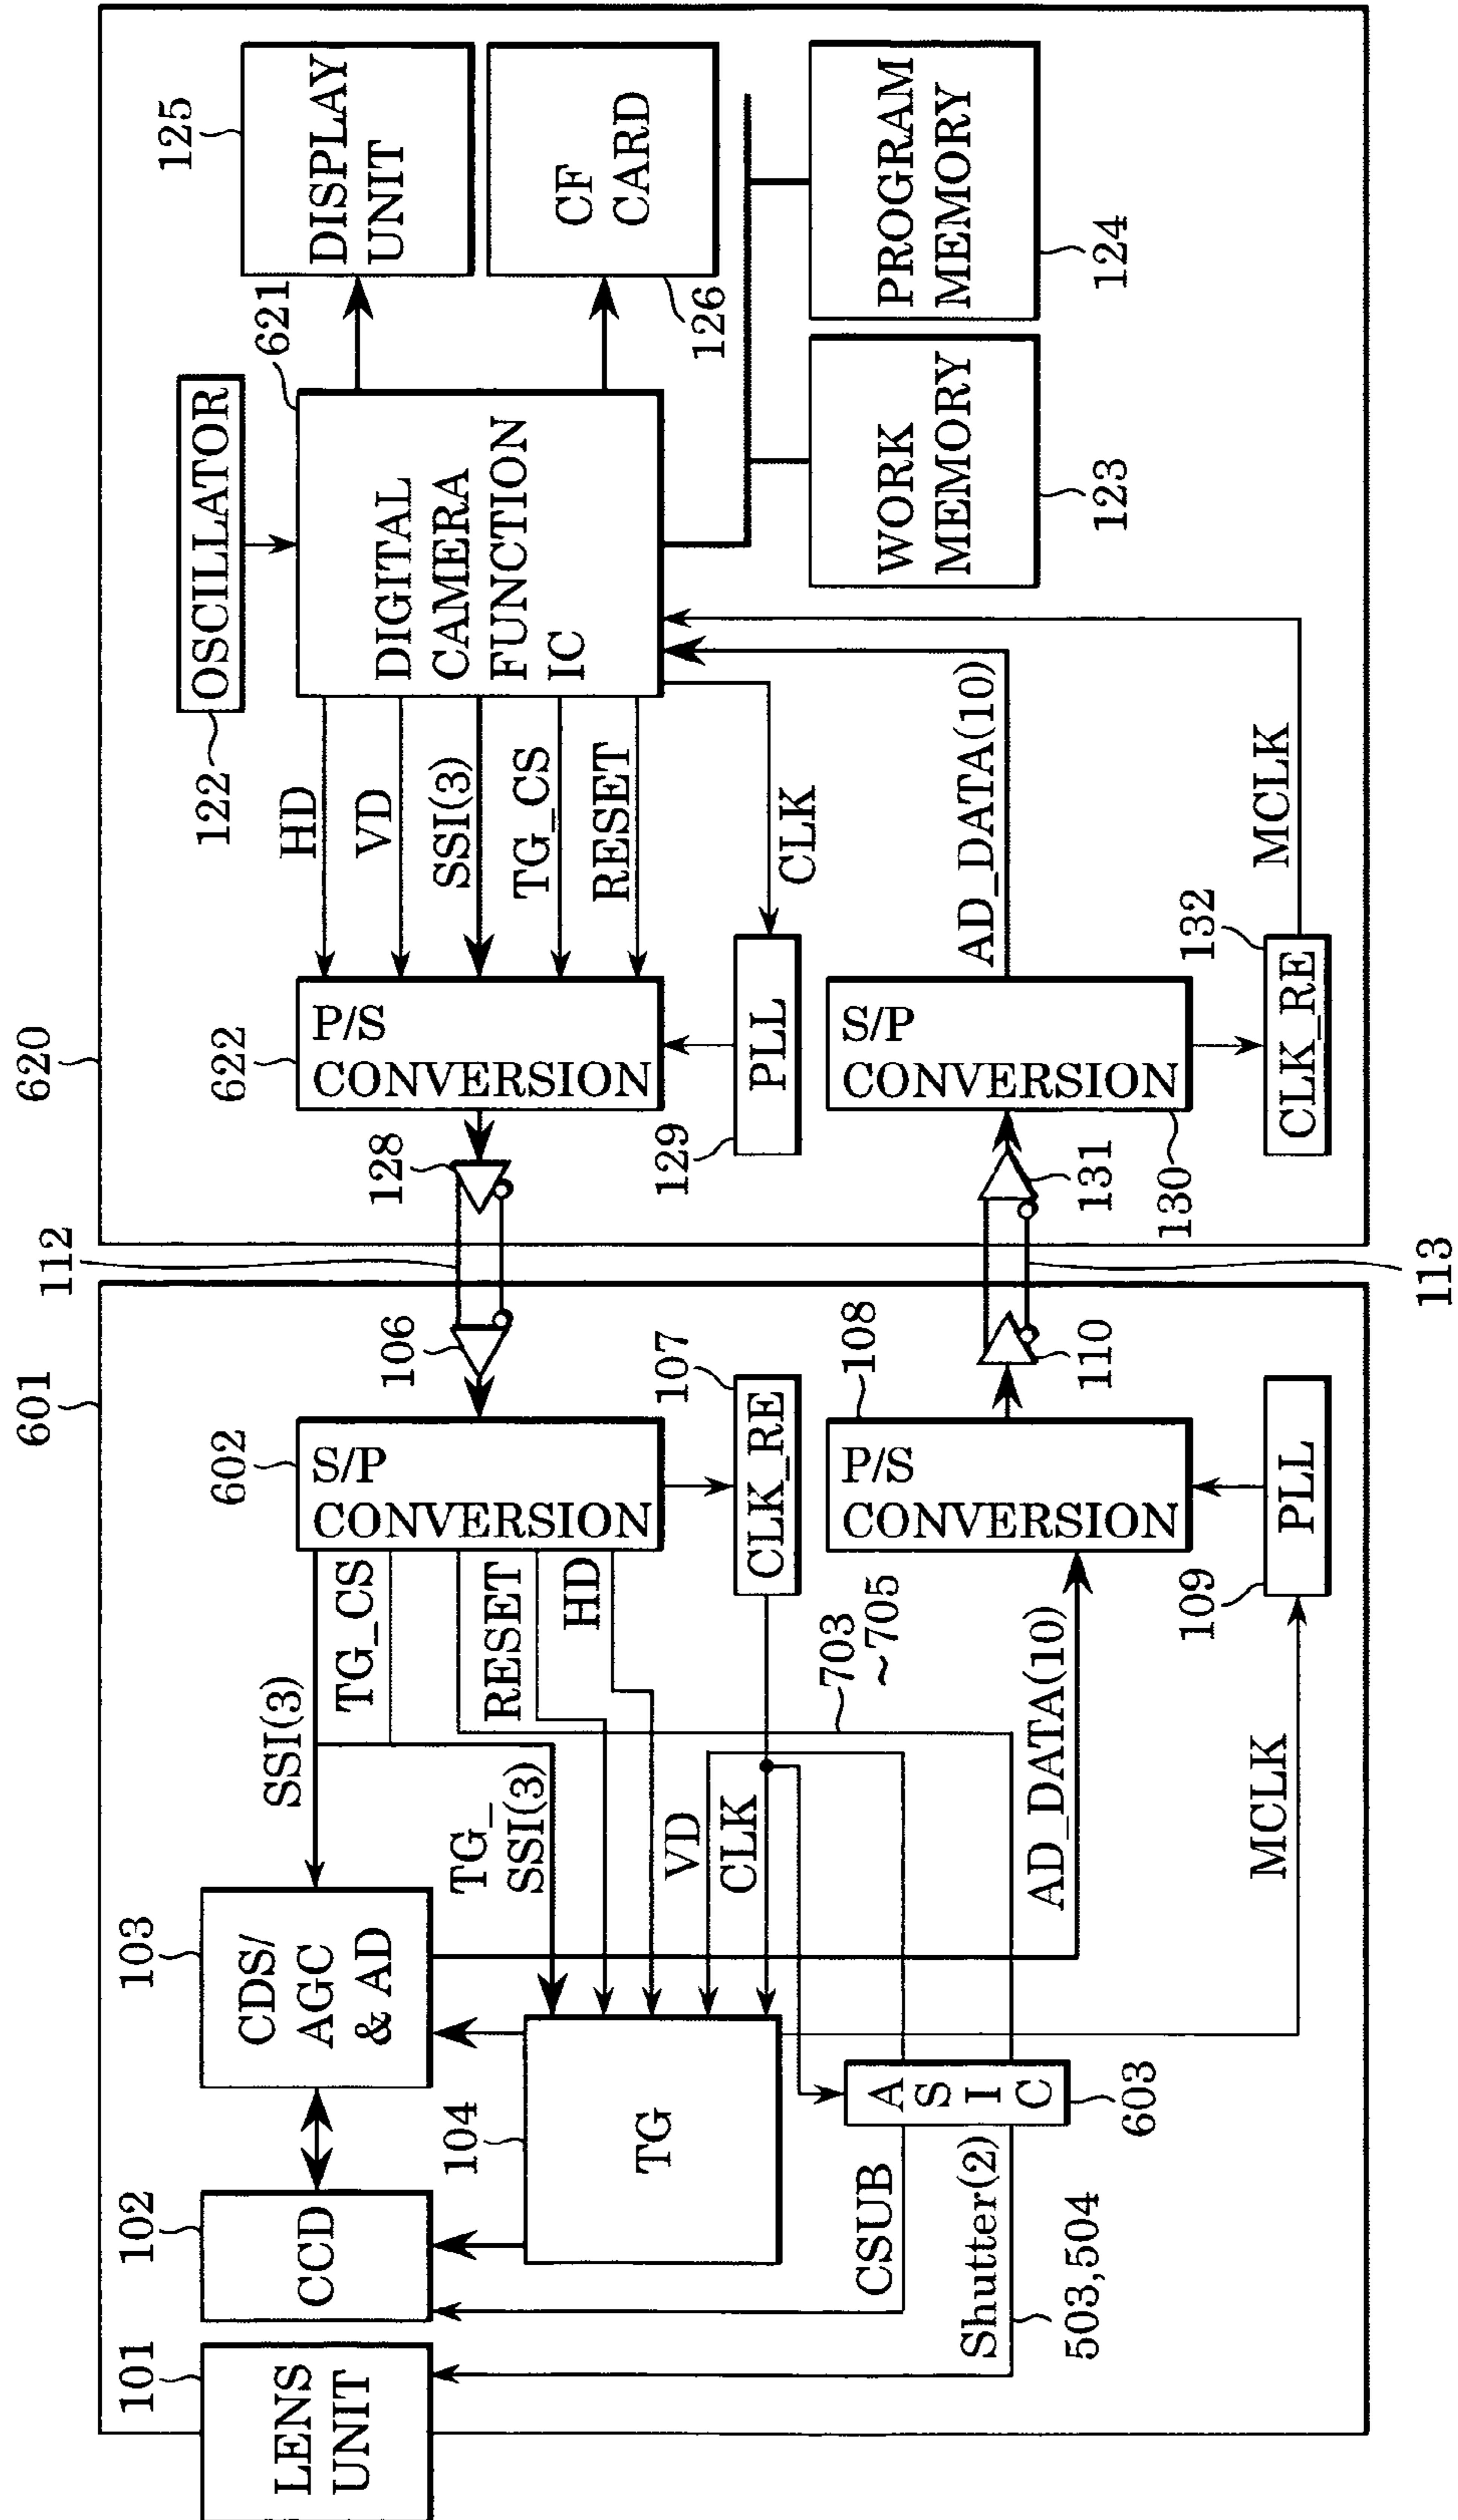 601
620
112
101
LENS
UNIT
102
CCD
103
CDS/
AGC
& AD
SSI(3)
TG_CS
RESET
HD
602
S/P
CONVERSION
106
128
622
P/S
CONVERSION
HD
VD
SSI(3)
TG_CS
RESET
122
OSCILLATOR
621
DIGITAL
CAMERA
FUNCTION
IC
125
DISPLAY
UNIT
CF
CARD
126
104
TG
TG_
SSI(3)
VD
CLK
107
CLK_RE
129
PLL
CLK
703
~705
CSUB
Shutter(2)
503,504
A
S
I
C
603
AD_DATA(10)
MCLK
108
P/S
CONVERSION
109
PLL
110
131
130
S/P
CONVERSION
132
CLK_RE
AD_DATA(10)
MCLK
WORK
MEMORY
123
PROGRAM
MEMORY
124
113